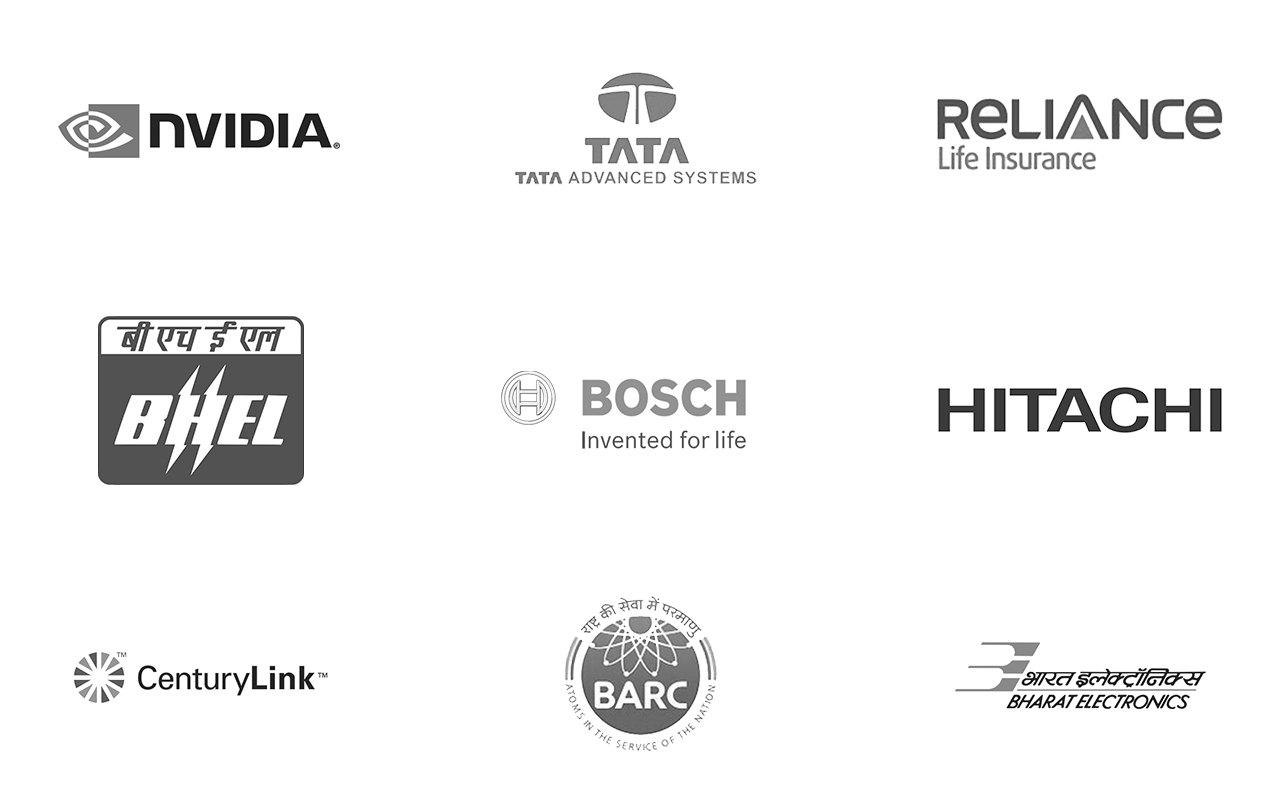 NVIDIA®
TATA
TATA ADVANCED SYSTEMS
RELIANCE
Life Insurance
बी एच ई एल
BHEL
BOSCH
Invented for life
HITACHI
CenturyLink™
™
राष्ट्र की सेवा में परमाणु
BARC
ATOMS IN THE SERVICE OF THE NATION
भारत इलेक्ट्रॉनिक्स
BHARAT ELECTRONICS